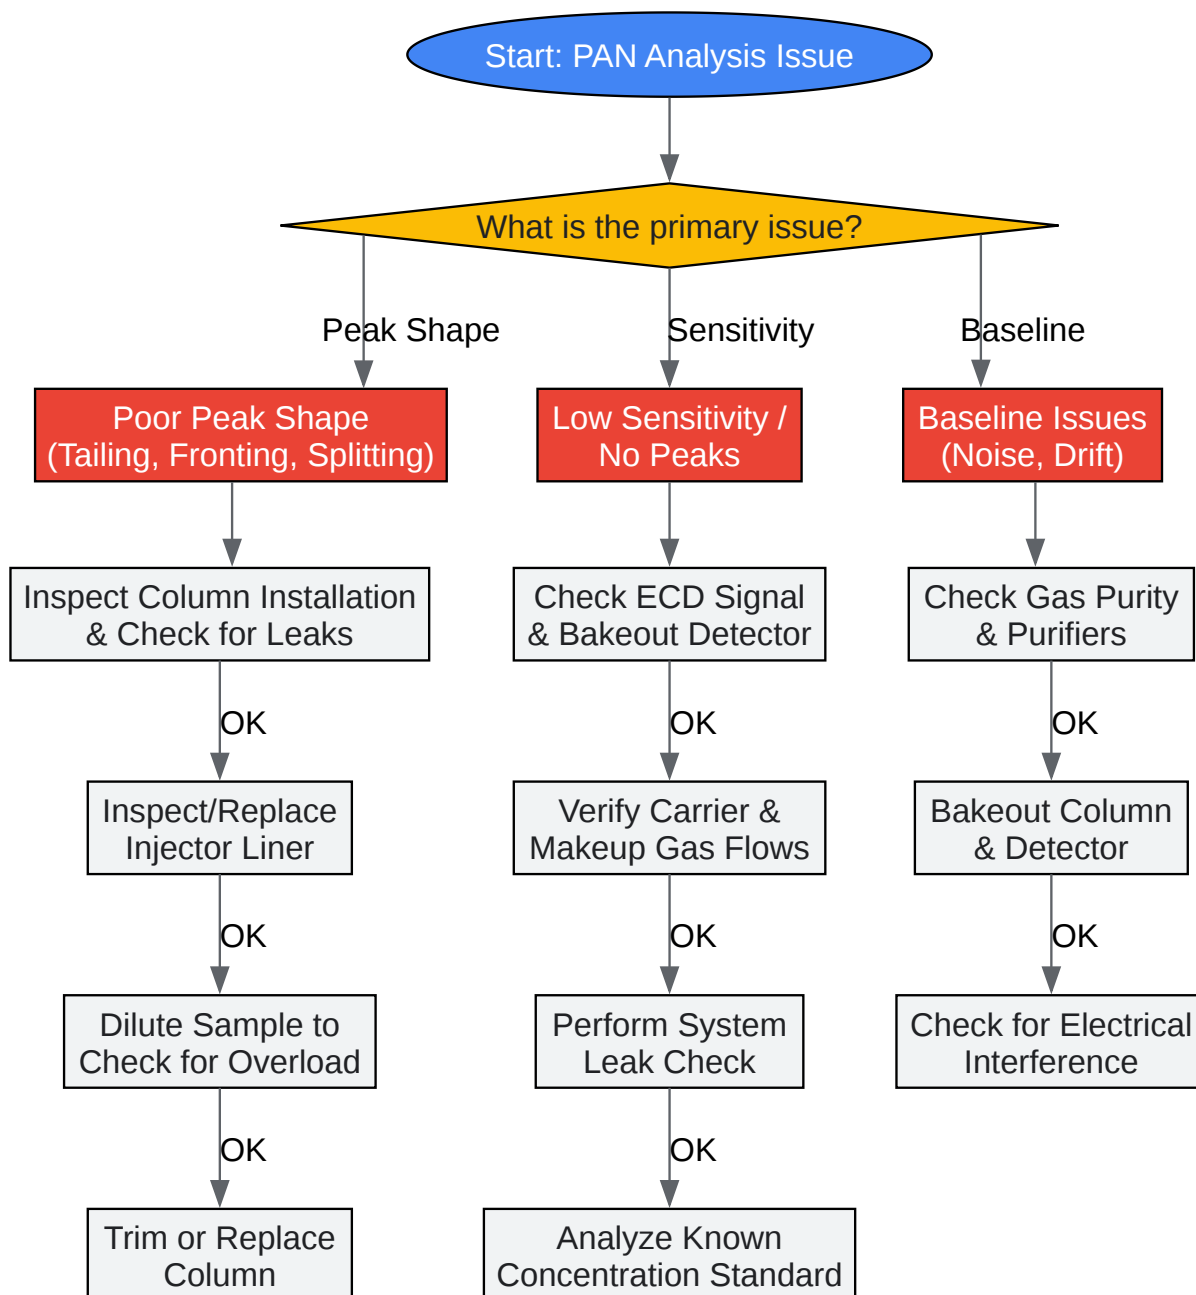 Start: PAN Analysis Issue
What is the primary issue?
Peak Shape
Sensitivity
Baseline
Poor Peak Shape
(Tailing, Fronting, Splitting)
Low Sensitivity /
No Peaks
Baseline Issues
(Noise, Drift)
Inspect Column Installation
& Check for Leaks
Check ECD Signal
& Bakeout Detector
Check Gas Purity
& Purifiers
OK
OK
OK
Inspect/Replace
Injector Liner
Verify Carrier &
Makeup Gas Flows
Bakeout Column
& Detector
OK
OK
OK
Dilute Sample to
Check for Overload
Perform System
Leak Check
Check for Electrical
Interference
OK
OK
Trim or Replace
Column
Analyze Known
Concentration Standard